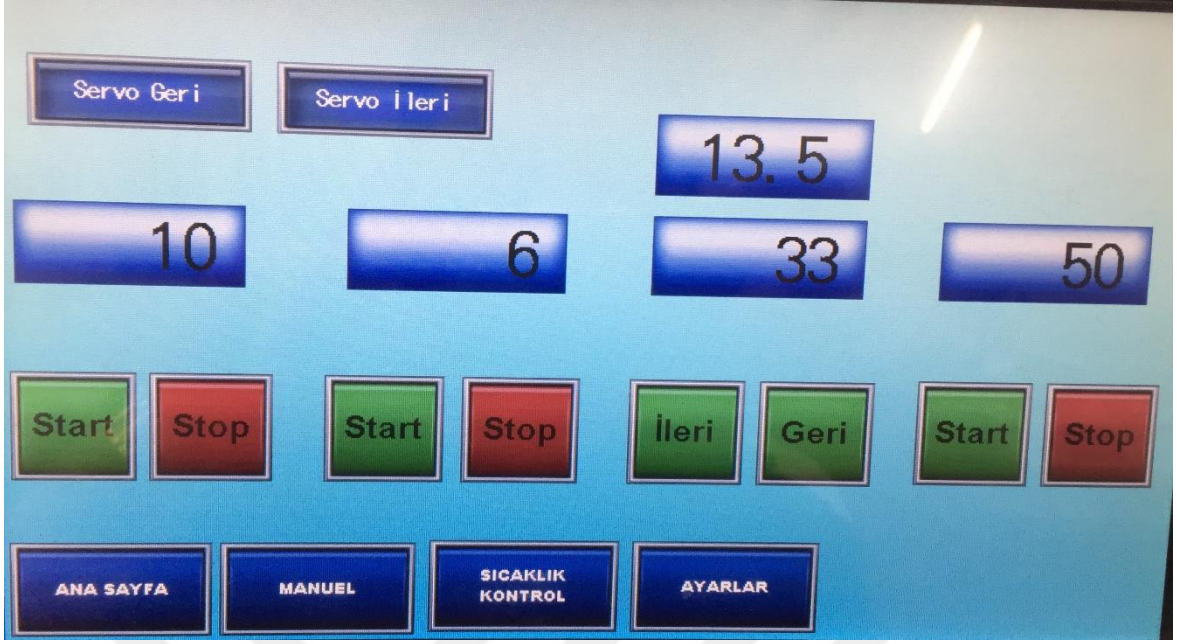 Servo Geri
Servo İleri
13.5
10
6
33
50
Start
Stop
Start
Stop
İleri
Geri
Start
Stop
ANA SAYFA
MANUEL
SICAKLIK
KONTROL
AYARLAR